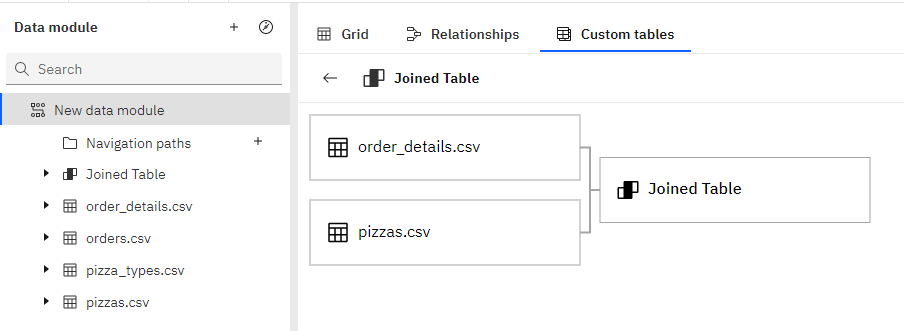 Data module
Search
New data module
Navigation paths
Joined Table
order_details.csv
orders.csv
pizza_types.csv
pizzas.csv
Grid
Relationships
Custom tables
Joined Table
order_details.csv
pizzas.csv
Joined Table